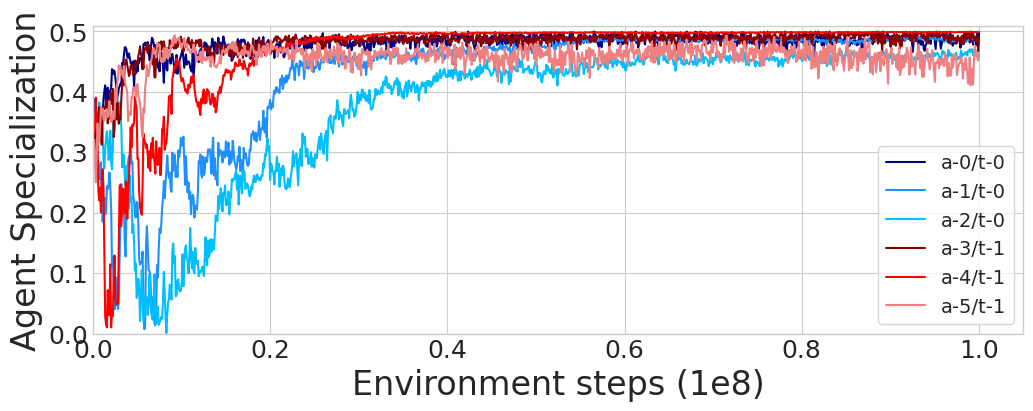 Agent Specialization
0.5
0.4
0.3
0.2
0.1
0.0
0.0 0.2 0.4 0.6 0.8 1.0
Environment steps (1e8)
a-0/t-0
a-1/t-0
a-2/t-0
a-3/t-1
a-4/t-1
a-5/t-1